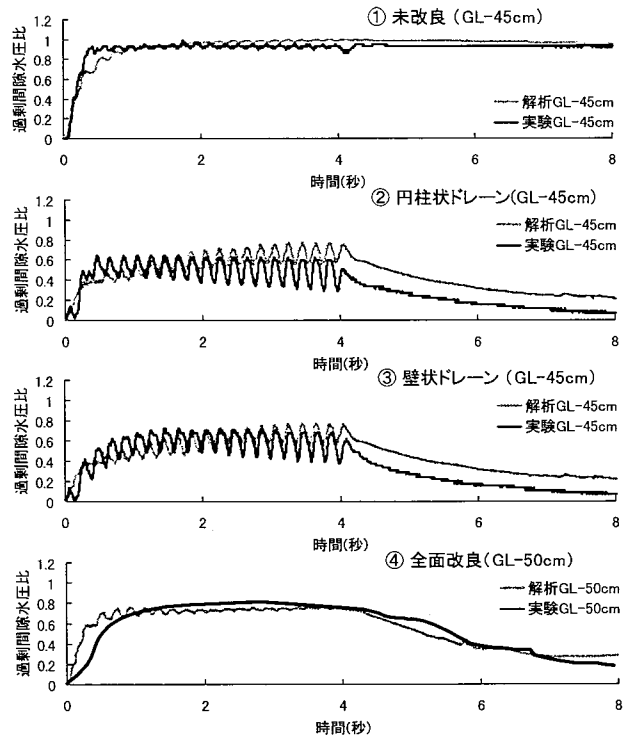 ① 未改良 (GL-45cm)
過剰間隙水圧比
1.2
1
0.8
0.6
0.4
0.2
0
解析GL-45cm
実験GL-45cm
0 2 4 6 8
時間(秒)
② 円柱状ドレーン(GL-45cm)
過剰間隙水圧比
1.2
1
0.8
0.6
0.4
0.2
0
解析GL-45cm
実験GL-45cm
0 2 4 6 8
時間(秒)
③ 壁状ドレーン (GL-45cm)
過剰間隙水圧比
1.2
1
0.8
0.6
0.4
0.2
0
解析GL-45cm
実験GL-45cm
0 2 4 6 8
時間(秒)
④ 全面改良(GL-50cm)
過剰間隙水圧比
1.2
1
0.8
0.6
0.4
0.2
0
解析GL-50cm
実験GL-50cm
0 2 4 6 8
時間(秒)